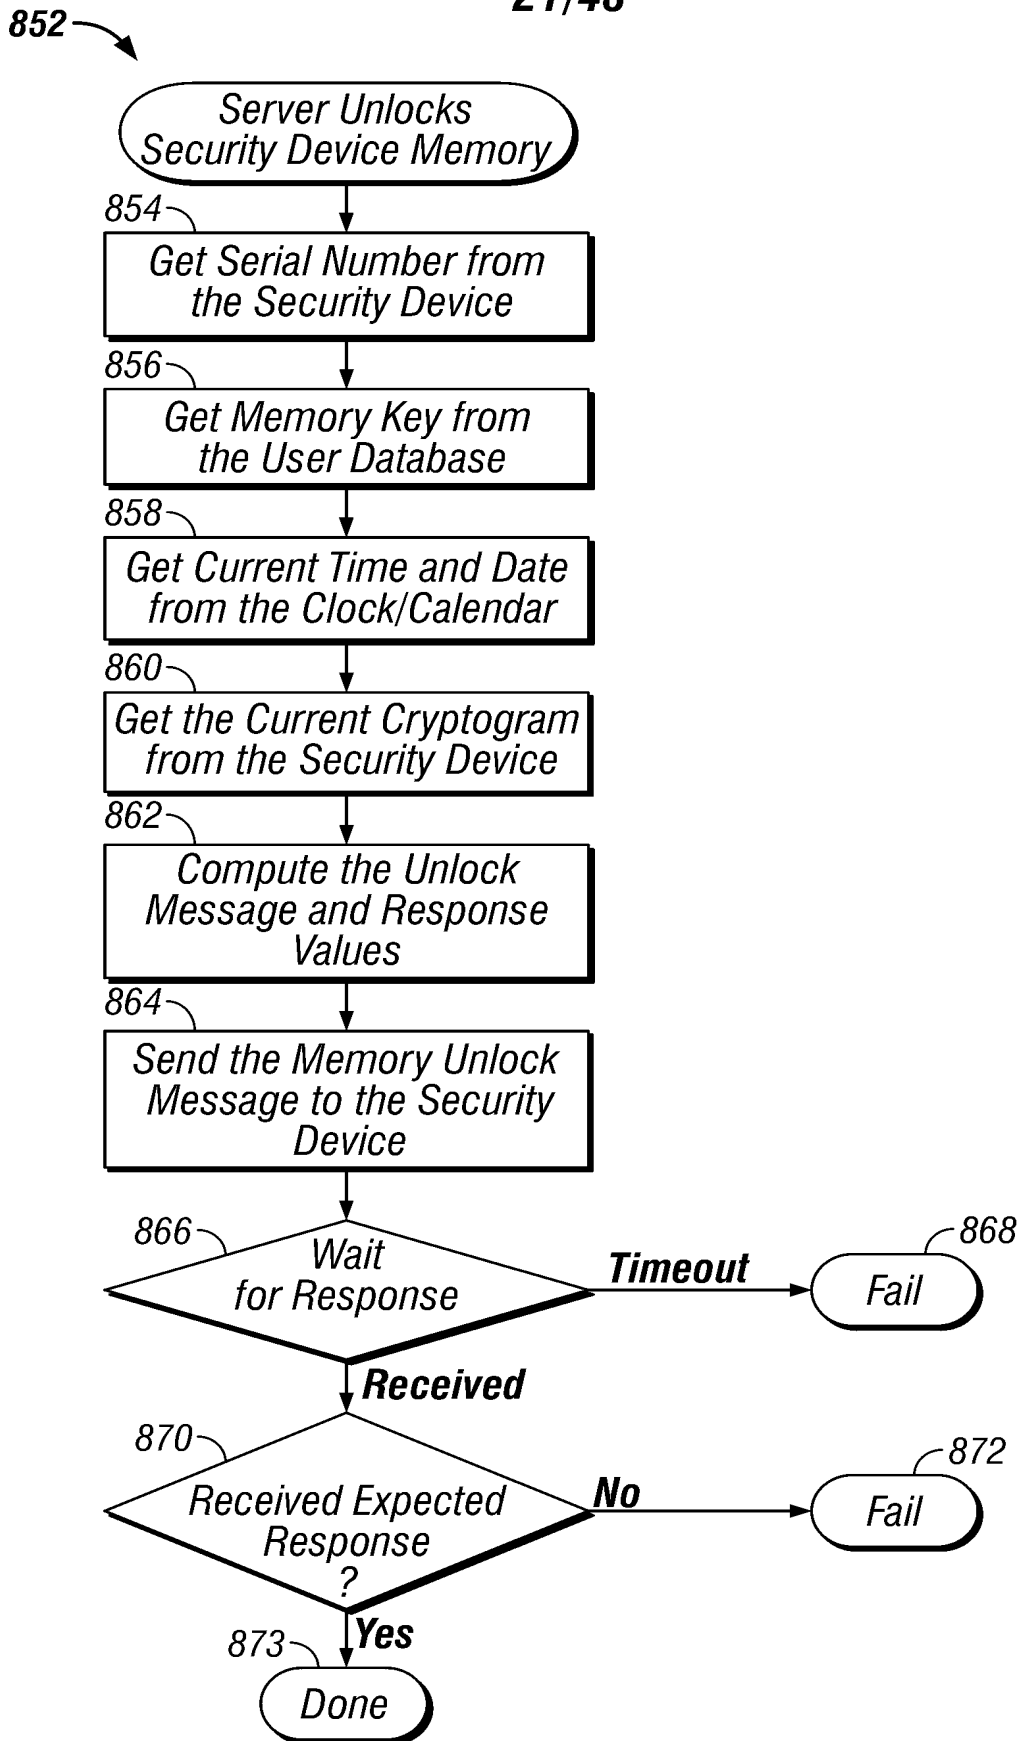 852
Server Unlocks
Security Device Memory
854
Get Serial Number from
the Security Device
856
Get Memory Key from
the User Database
858
Get Current Time and Date
from the Clock/Calendar
860
Get the Current Cryptogram
from the Security Device
862
Compute the Unlock
Message and Response
Values
864
Send the Memory Unlock
Message to the Security
Device
866
Wait
for Response
Timeout
868
Fail
Received
870
Received Expected
Response
?
No
872
Fail
Yes
873
Done